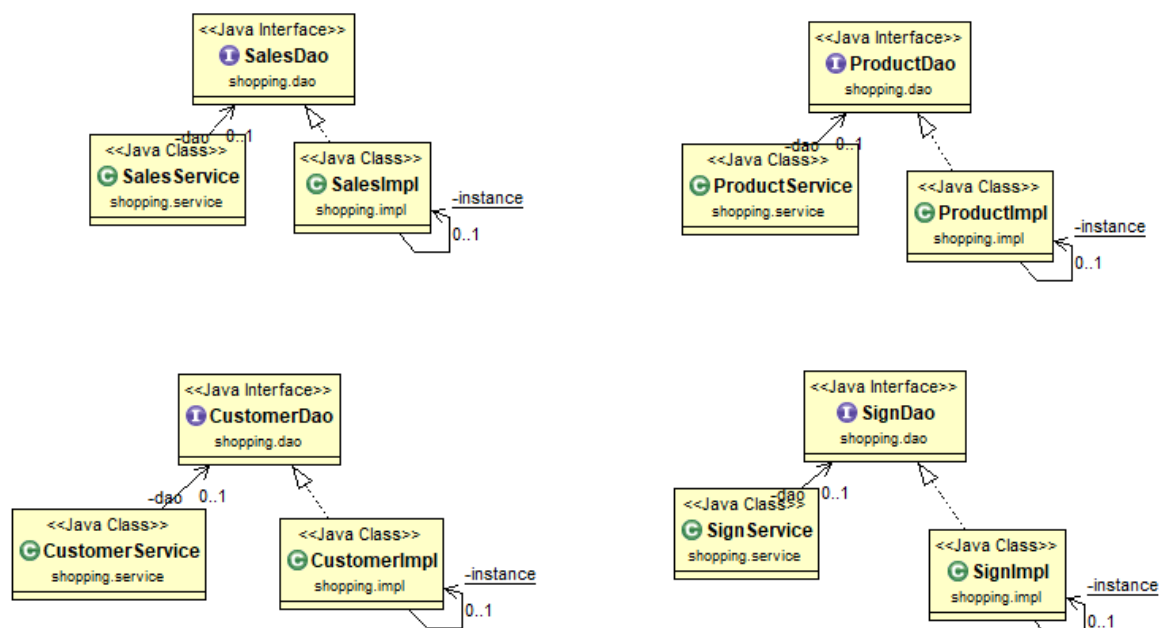 <<Java Interface>>
I SalesDao
shopping.dao
-dao 0..1
<<Java Class>>
C SalesService
shopping.service
<<Java Class>>
C SalesImpl
shopping.impl
-instance
0..1
<<Java Interface>>
I ProductDao
shopping.dao
-dao 0..1
<<Java Class>>
C ProductService
shopping.service
<<Java Class>>
C ProductImpl
shopping.impl
-instance
0..1
<<Java Interface>>
I CustomerDao
shopping.dao
-dao 0..1
<<Java Class>>
C CustomerService
shopping.service
<<Java Class>>
C CustomerImpl
shopping.impl
-instance
0..1
<<Java Interface>>
I SignDao
shopping.dao
-dao 0..1
<<Java Class>>
C SignService
shopping.service
<<Java Class>>
C SignImpl
shopping.impl
-instance
0..1